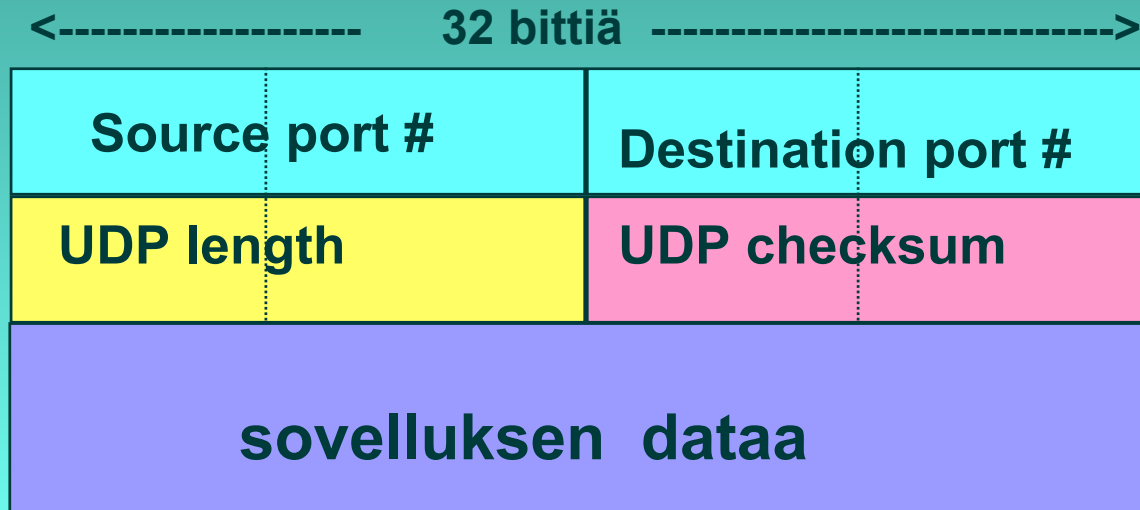 <------------------- 32 bittiä ----------------------------->
Source port # Destination port #
UDP length UDP checksum
sovelluksen dataa